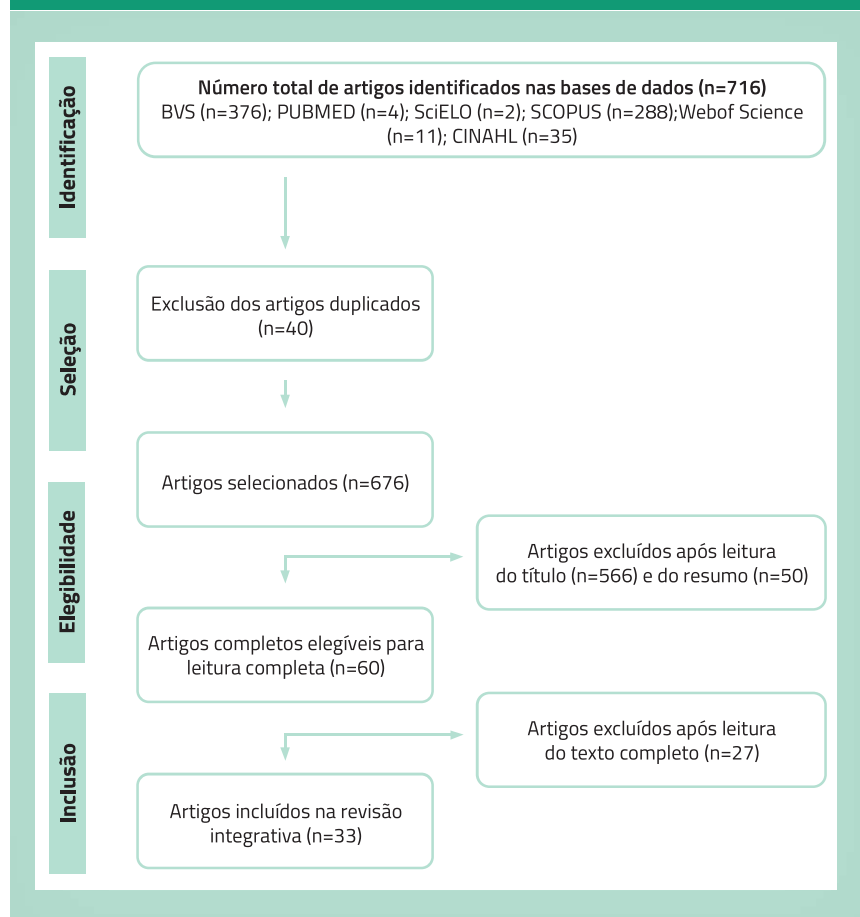 Identificação
Número total de artigos identificados nas bases de dados (n=716)
BVS (n=376); PUBMED (n=4); SciELO (n=2); SCOPUS (n=288);Webof Science
(n=11); CINAHL (n=35)
Seleção
Exclusão dos artigos duplicados
(n=40)
Artigos selecionados (n=676)
Elegibilidade
Artigos excluídos após leitura
do título (n=566) e do resumo (n=50)
Artigos completos elegíveis para
leitura completa (n=60)
Inclusão
Artigos excluídos após leitura
do texto completo (n=27)
Artigos incluídos na revisão
integrativa (n=33)